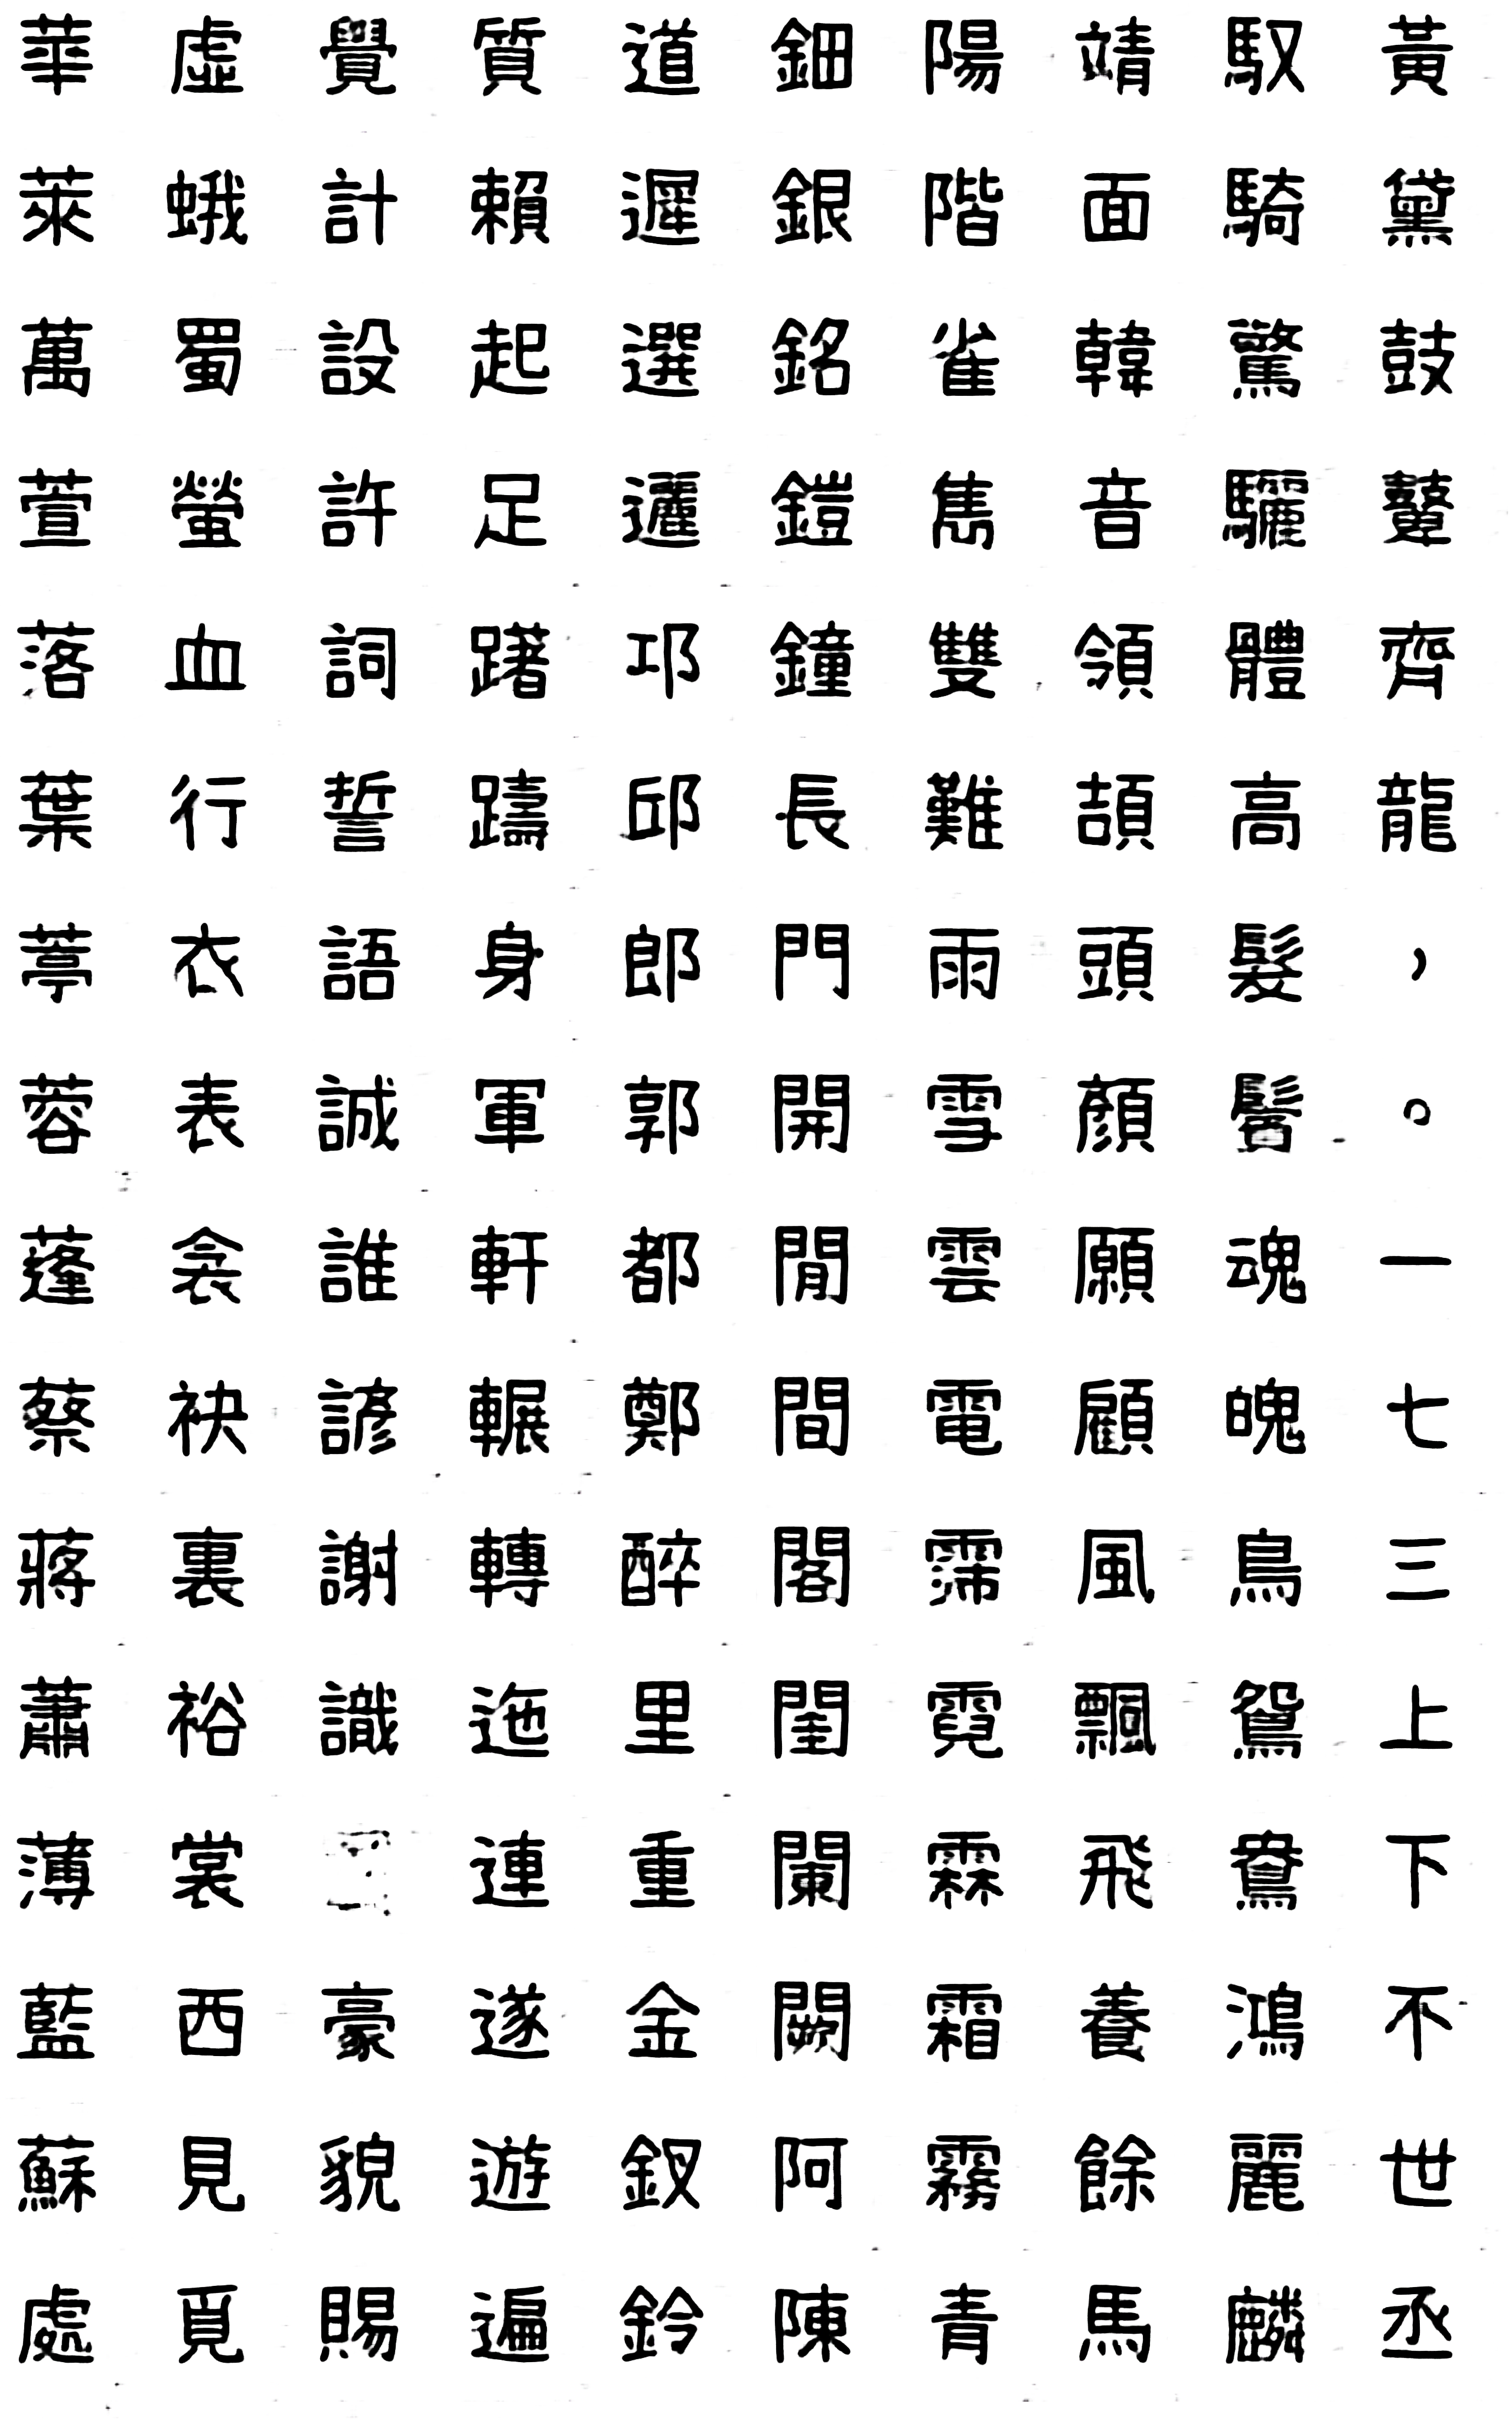 華萊萬萱落葉葶蓉蓬蔡蔣蕭薄藍蘇處
虛蛾蜀螢血行衣表衾袂裏裕裳西見覓
覺計設許詞誓語誠誰諺謝識豪貌賜
質賴起足躇躊身軍軒輾轉迤連遂遊遍
道遲選邐邛邱郎郭都鄭醉里重金釵鈐
鈿銀銘鎧鐘長門開閒間閣閨闌闕阿陳
陽階雀雋雙難雨雪雲電霈霓霖霜霧青
靖面韓音領頡頭顏願顧風飄飛養餘馬
馭騎驚驪體高髮鬢魂魄鳥鴛鴦鴻麗麟
黃黛鼓鼙齊龍，。一七三上下不世丞